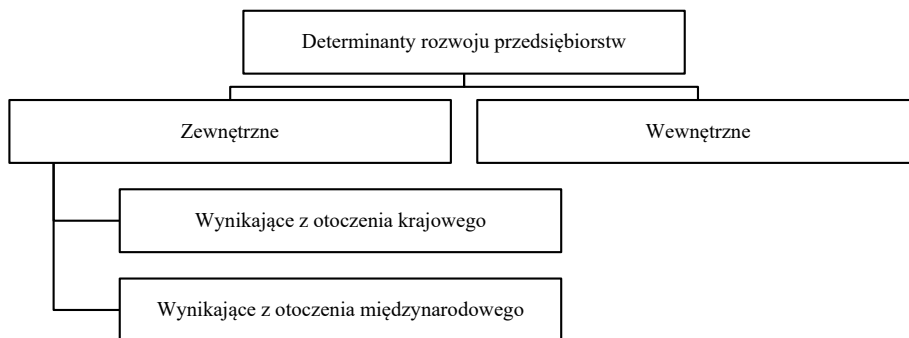 Determinanty rozwoju przedsiębiorstw
Zewnętrzne
Wewnętrzne
Wynikające z otoczenia krajowego
Wynikające z otoczenia międzynarodowego